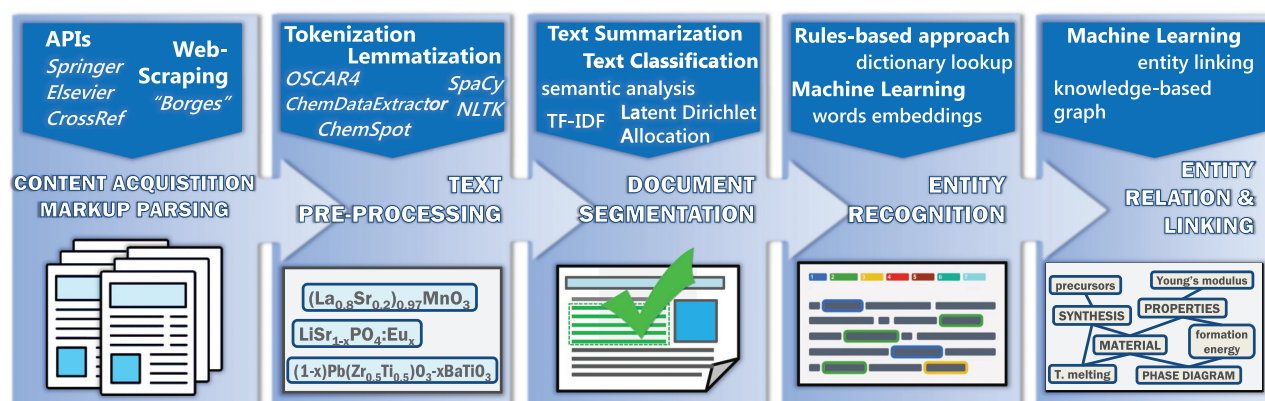 APIs
Springer
Elsevier
CrossRef
Web-
Scraping
"Borges"
CONTENT ACQUISTITION
MARKUP PARSING
Tokenization
Lemmatization
OSCAR4
SpaCy
ChemDataExtractor
NLTK
ChemSpot
TEXT
PRE-PROCESSING
(La0.8Sr0.2)0.97MnO3
LiSr1-xPO4:Eux
(1-x)Pb(Zr0.5Ti0.5)O3-xBaTiO3
Text Summarization
Text Classification
semantic analysis
TF-IDF
Latent Dirichlet
Allocation
DOCUMENT
SEGMENTATION
Rules-based approach
dictionary lookup
Machine Learning
words embeddings
ENTITY
RECOGNITION
1 2 3 4 5 6 7
Machine Learning
entity linking
knowledge-based
graph
ENTITY
RELATION &
LINKING
precursors
Young's modulus
SYNTHESIS
PROPERTIES
MATERIAL
formation
energy
T. melting
PHASE DIAGRAM